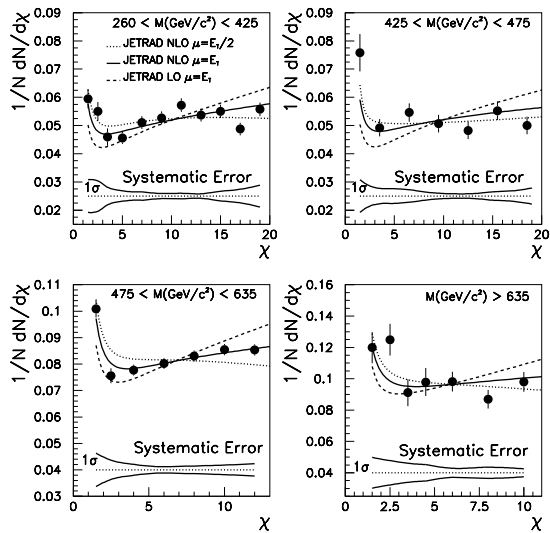 260 < M(GeV/c²) < 425
JETRAD NLO μ=E_T/2
JETRAD NLO μ=E_T
JETRAD LO μ=E_T
1/N dN/dχ
0.09
0.08
0.07
0.06
0.05
0.04
0.03
0.02
Systematic Error
1σ
0 5 10 15 20
χ
425 < M(GeV/c²) < 475
1/N dN/dχ
0.09
0.08
0.07
0.06
0.05
0.04
0.03
0.02
Systematic Error
1σ
0 5 10 15 20
χ
475 < M(GeV/c²) < 635
1/N dN/dχ
0.11
0.1
0.09
0.08
0.07
0.06
0.05
0.04
0.03
Systematic Error
1σ
0 5 10
χ
M(GeV/c²) > 635
1/N dN/dχ
0.16
0.14
0.12
0.1
0.08
0.06
0.04
Systematic Error
1σ
0 2.5 5 7.5 10
χ